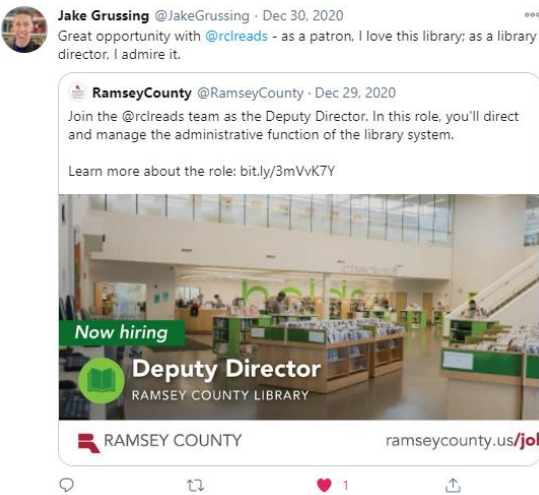 Jake Grussing @JakeGrussing · Dec 30, 2020
Great opportunity with @rclreads - as a patron, I love this library; as a library
director, I admire it.
RamseyCounty @RamseyCounty · Dec 29, 2020
Join the @rclreads team as the Deputy Director. In this role, you'll direct
and manage the administrative function of the library system.
Learn more about the role: bit.ly/3mVvK7Y
checkout
Now hiring
Deputy Director
RAMSEY COUNTY LIBRARY
RAMSEY COUNTY
ramseycounty.us/jo
1